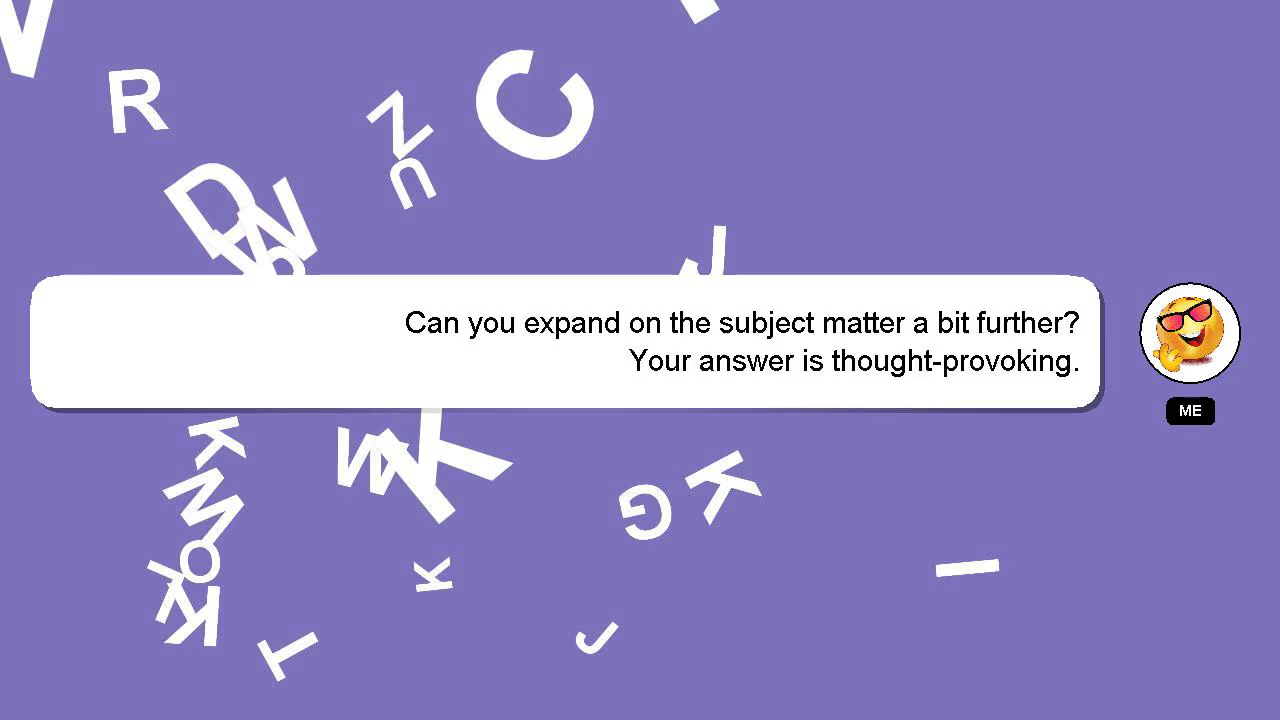 V
R
Z
C
U
D
W
P
J
Can you expand on the subject matter a bit further?
Your answer is thought-provoking.
ME
K
W
K
K
G
M
O
K
K
K
I
J
T